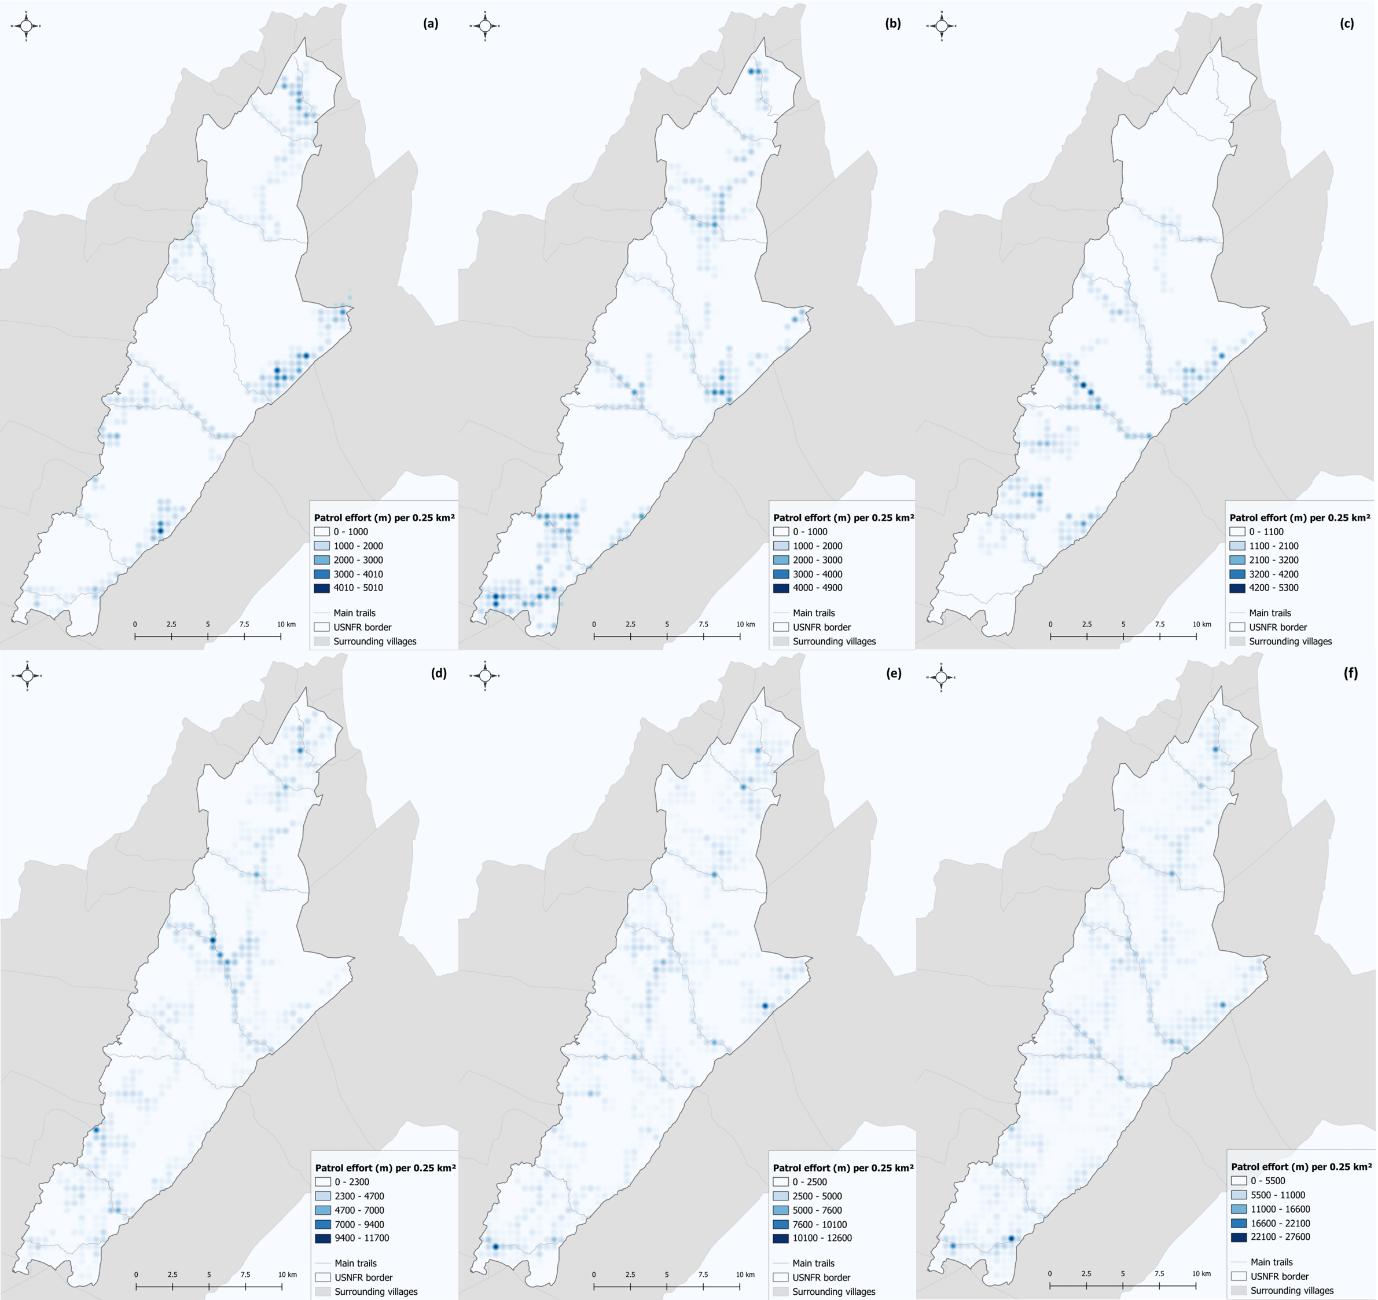 (a)
(b)
(c)
Patrol effort (m) per 0.25 km²
0 - 1000
1000 - 2000
2000 - 3000
3000 - 4010
4010 - 5010
Main trails
USNFR border
Surrounding villages
0 2.5 5 7.5 10 km
Patrol effort (m) per 0.25 km²
0 - 1000
1000 - 2000
2000 - 3000
3000 - 4000
4000 - 4900
Main trails
USNFR border
Surrounding villages
0 2.5 5 7.5 10 km
Patrol effort (m) per 0.25 km²
0 - 1100
1100 - 2100
2100 - 3200
3200 - 4200
4200 - 5300
Main trails
USNFR border
Surrounding villages
0 2.5 5 7.5 10 km
(d)
(e)
(f)
Patrol effort (m) per 0.25 km²
0 - 2300
2300 - 4700
4700 - 7000
7000 - 9400
9400 - 11700
Main trails
USNFR border
Surrounding villages
0 2.5 5 7.5 10 km
Patrol effort (m) per 0.25 km²
0 - 2500
2500 - 5000
5000 - 7600
7600 - 10100
10100 - 12600
Main trails
USNFR border
Surrounding villages
0 2.5 5 7.5 10 km
Patrol effort (m) per 0.25 km²
0 - 5500
5500 - 11000
11000 - 16600
16600 - 22100
22100 - 27600
Main trails
USNFR border
Surrounding villages
0 2.5 5 7.5 10 km